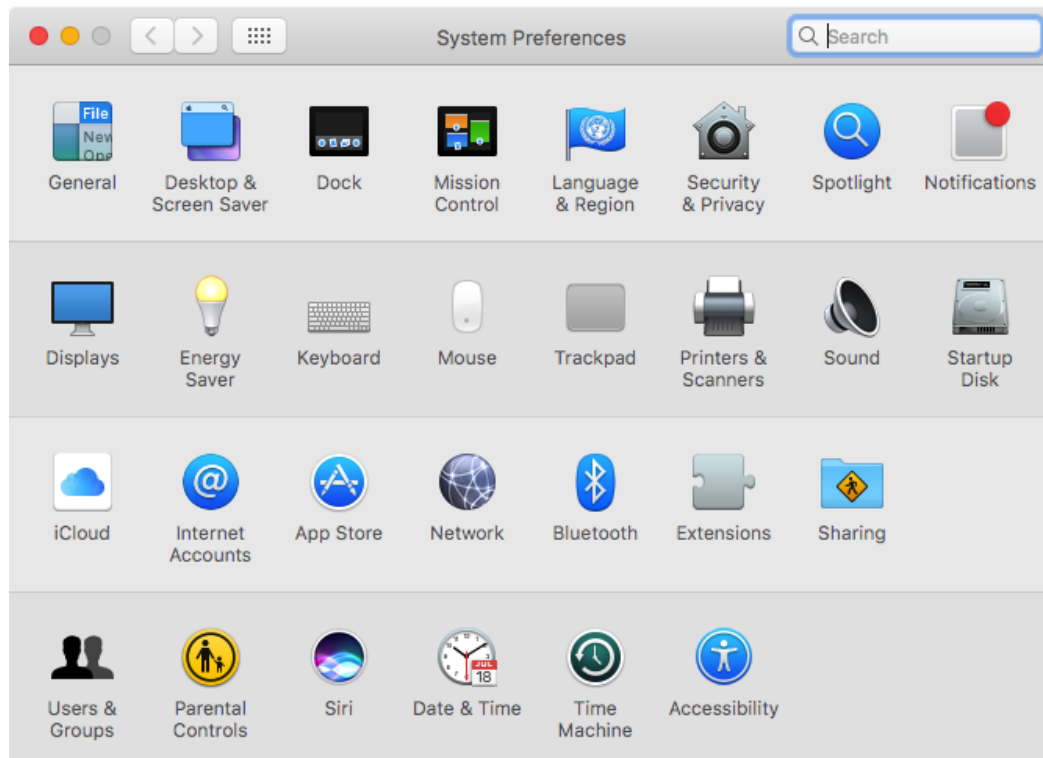 System Preferences
Search
File
New
Ope
General
Desktop &
Screen Saver
Dock
Mission
Control
Language
& Region
Security
& Privacy
Spotlight
Notifications
Displays
Energy
Saver
Keyboard
Mouse
Trackpad
Printers &
Scanners
Sound
Startup
Disk
iCloud
@
Internet
Accounts
App Store
Network
Bluetooth
Extensions
Sharing
Users &
Groups
Parental
Controls
Siri
JUL
18
Date & Time
Time
Machine
Accessibility